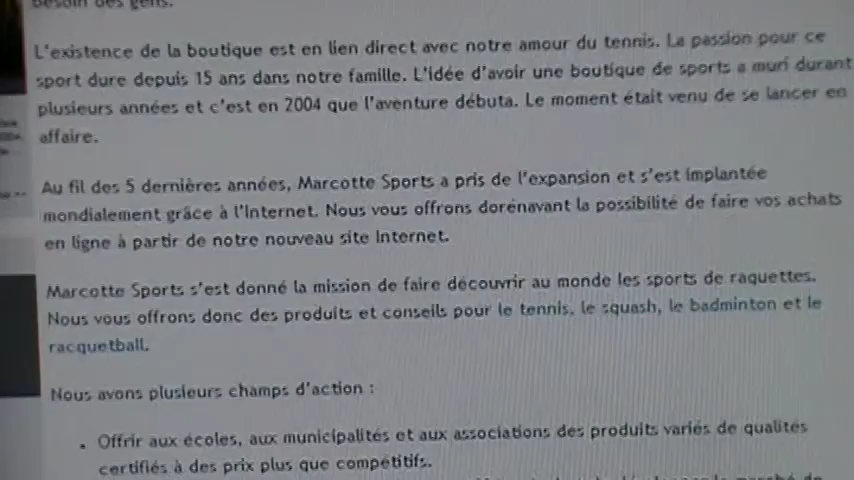 besoin des gens.
L'existence de la boutique est en lien direct avec notre amour du tennis. La passion pour ce
sport dure depuis 15 ans dans notre famille. L'idée d'avoir une boutique de sports a muri durant
plusieurs années et c'est en 2004 que l'aventure débuta. Le moment était venu de se lancer en
affaire.
Au fil des 5 dernières années, Marcotte Sports a pris de l'expansion et s'est implantée
mondialement grâce à l'Internet. Nous vous offrons dorénavant la possibilité de faire vos achats
en ligne à partir de notre nouveau site Internet.
Marcotte Sports s'est donné la mission de faire découvrir au monde les sports de raquettes.
Nous vous offrons donc des produits et conseils pour le tennis, le squash, le badminton et le
racquetball.
Nous avons plusieurs champs d'action :
• Offrir aux écoles, aux municipalités et aux associations des produits variés de qualités
certifiés à des prix plus que compétitifs.